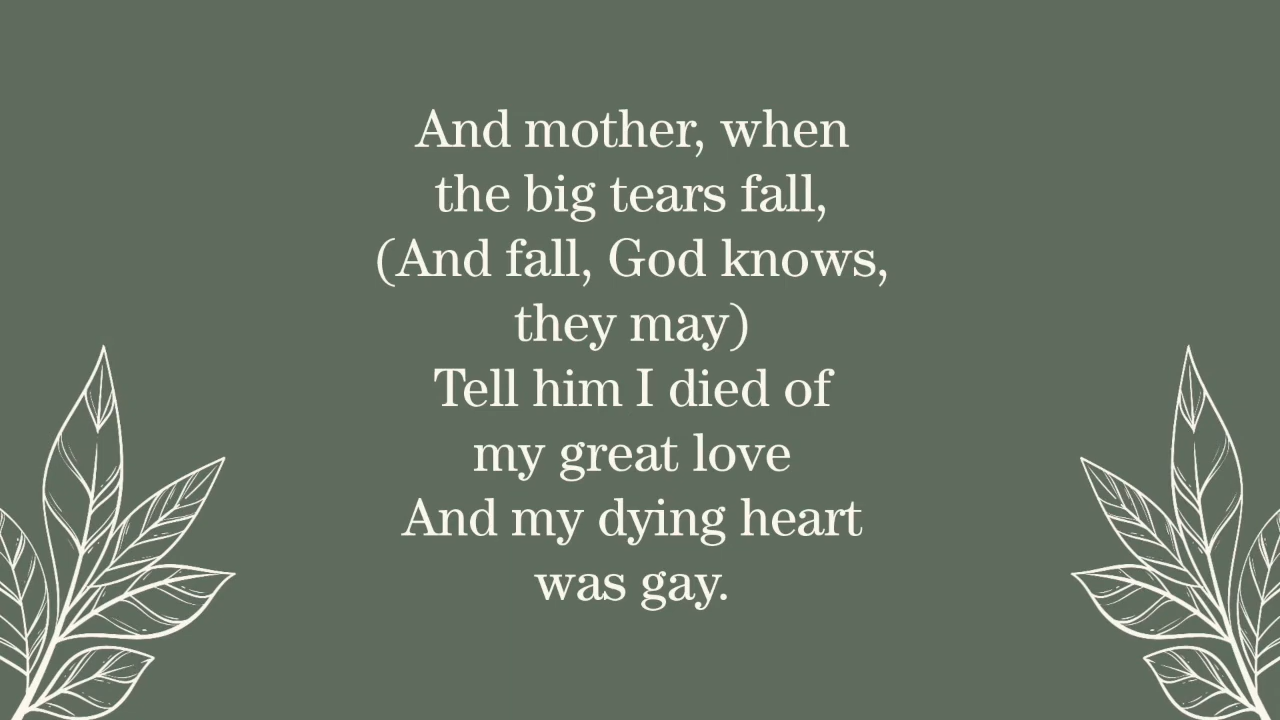 And mother, when
the big tears fall,
(And fall, God knows,
they may)
Tell him I died of
my great love
And my dying heart
was gay.